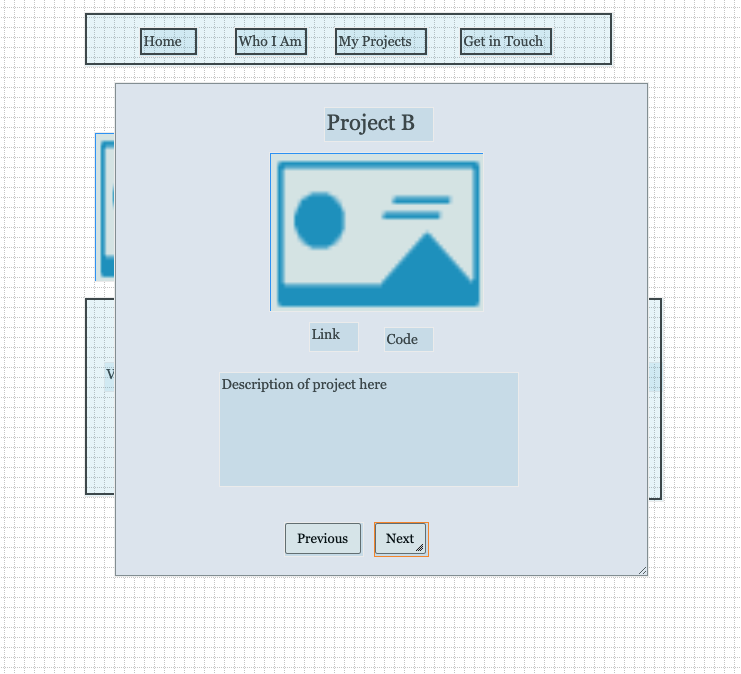 Home Who I Am My Projects Get in Touch
Project B
Link Code
Description of project here
Previous Next